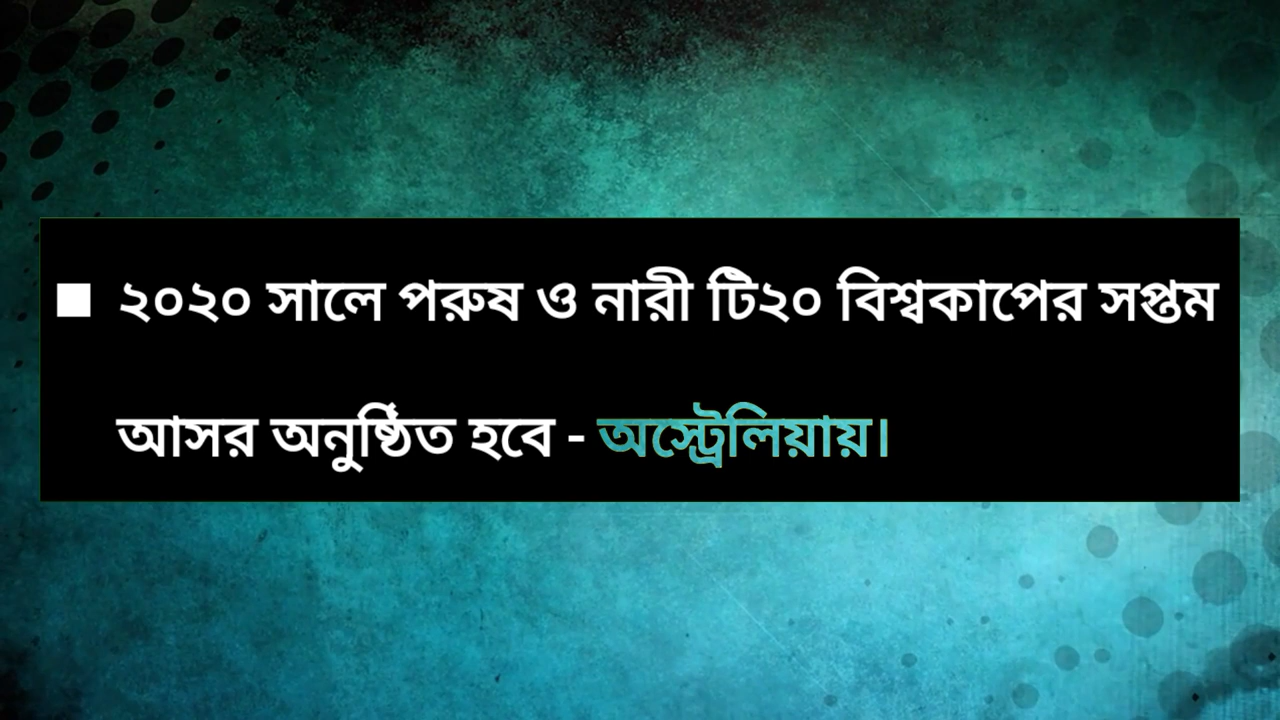 ■ ২০২০ সালে পরুষ ও নারী টি২০ বিশ্বকাপের সপ্তম
আসর অনুষ্ঠিত হবে - অস্ট্রেলিয়ায়।